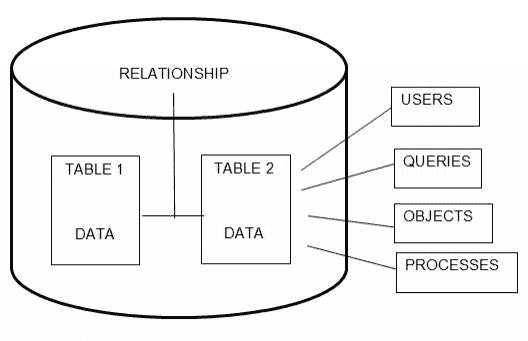 RELATIONSHIP
USERS
TABLE 1
TABLE 2
QUERIES
DATA
DATA
OBJECTS
PROCESSES